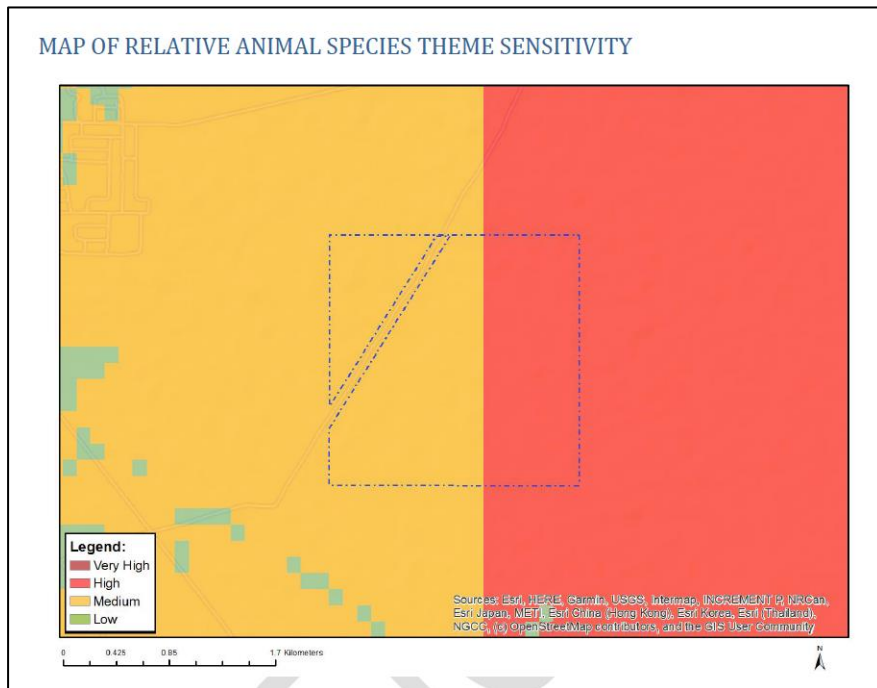 MAP OF RELATIVE ANIMAL SPECIES THEME SENSITIVITY
Legend:
Very High
High
Medium
Low
Sources: Esri, HERE, Garmin, USGS, Intermap, INCREMENT P, NRCan,
Esri Japan, METI, Esri China (Hong Kong), Esri Korea, Esri (Thailand),
NGCC, (c) OpenStreetMap contributors, and the GIS User Community
0 0.425 0.85 1.7 Kilometers
N